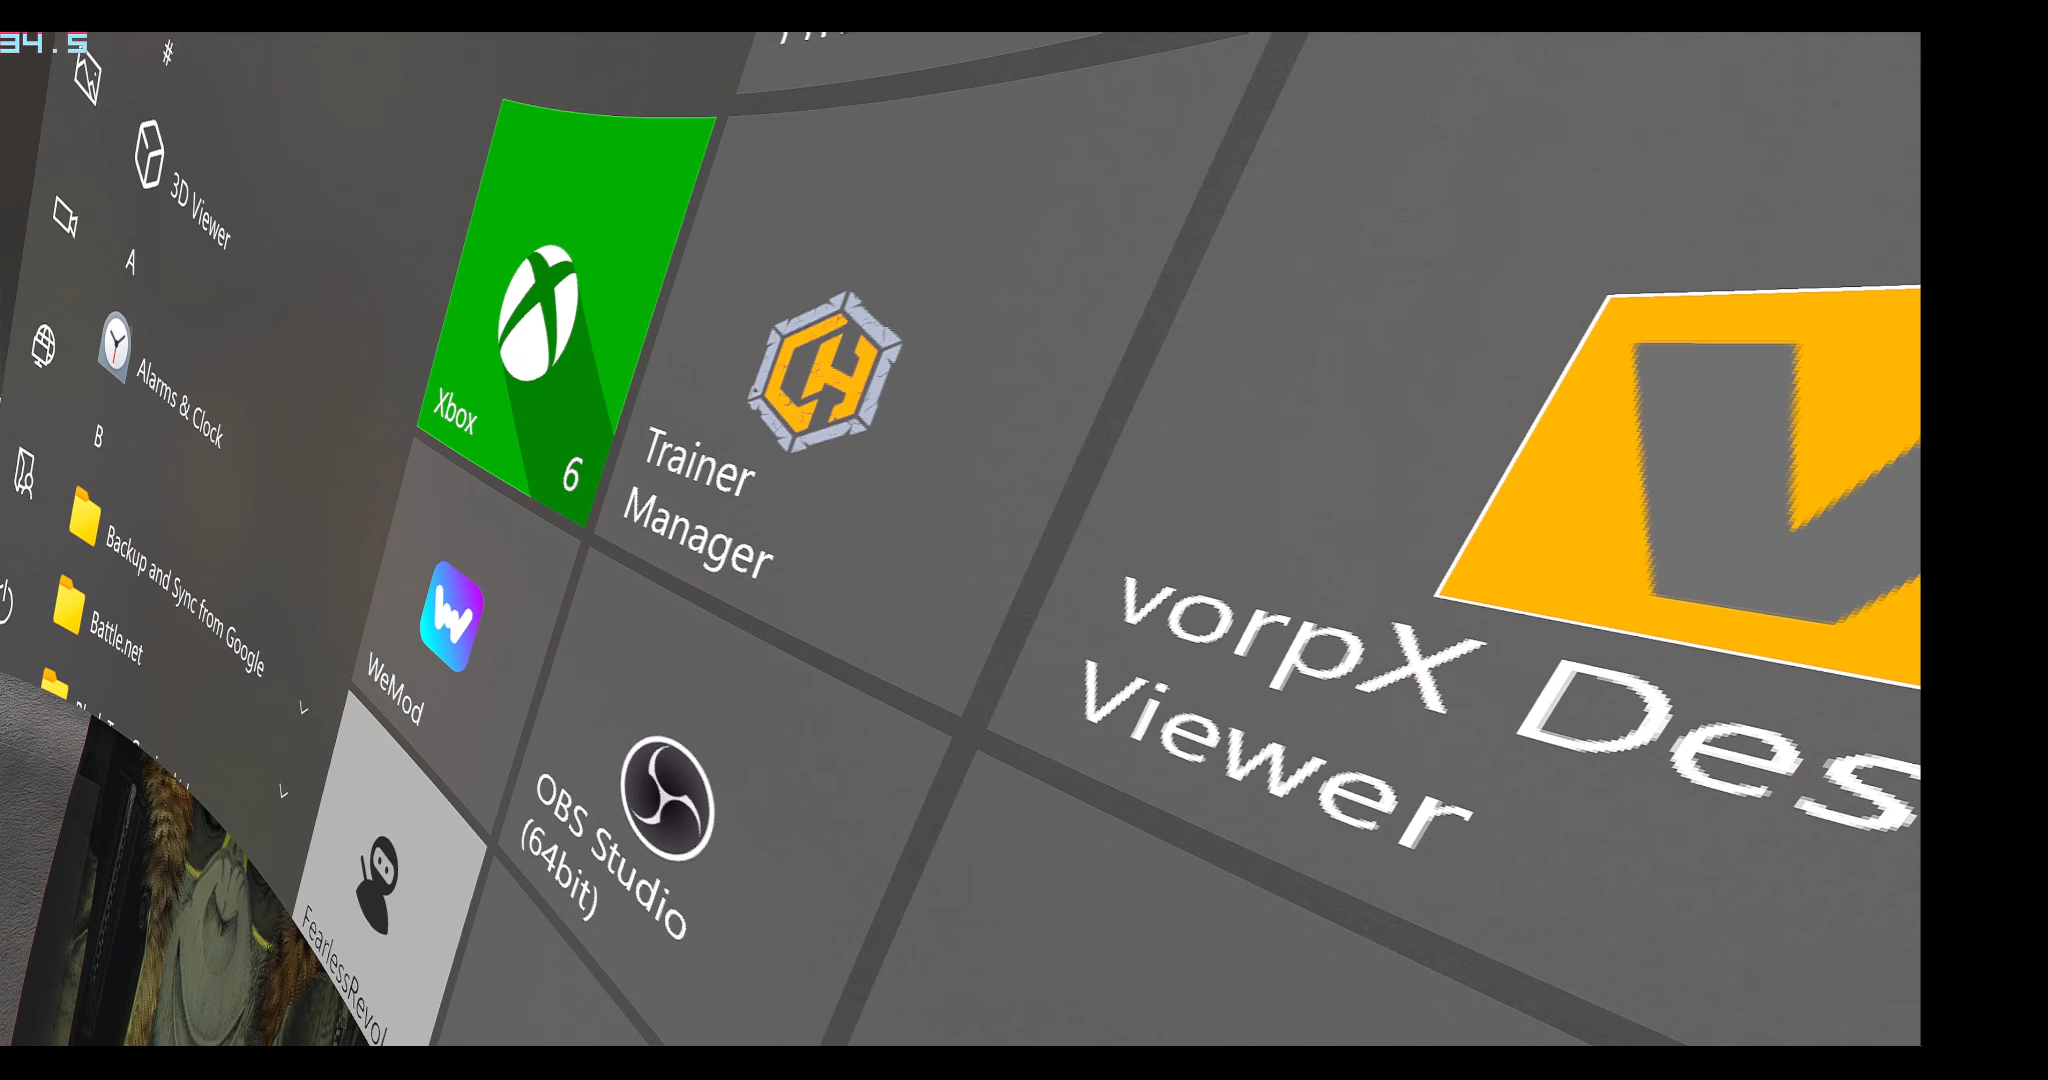 34.5
#
3D Viewer
A
Alarms & Clock
B
Backup and Sync from Google
Battle.net
Xbox
6
Trainer
Manager
vorpX Des
Viewer
WeMod
OBS Studio
(64bit)
FearlessRevol